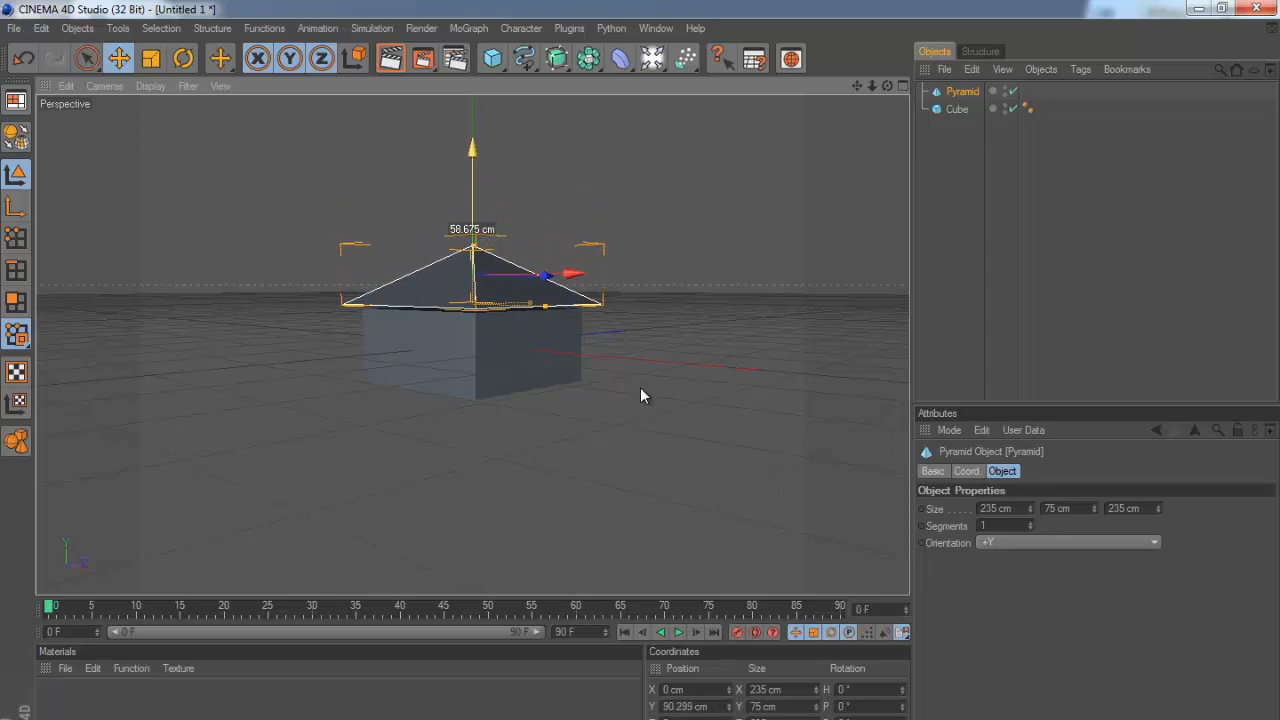 CINEMA 4D Studio (32 Bit) - [Untitled 1 *]
File Edit Objects Tools Selection Structure Functions Animation Simulation Render MoGraph Character Plugins Python Window Help
Objects Structure
File Edit View Objects Tags Bookmarks
Edit Cameras Display Filter View
Perspective
Pyramid
Cube
58.675 cm
Attributes
Mode Edit User Data
Pyramid Object [Pyramid]
Basic Coord. Object
Object Properties
Size 235 cm 75 cm 235 cm
Segments 1
Orientation +Y
Y
Z
0 5 10 15 20 25 30 35 40 45 50 55 60 65 70 75 80 85 90 0 F
0 F 0 F 90 F 90 F
Materials
File Edit Function Texture
Coordinates
Position Size Rotation
X 0 cm X 235 cm H 0 °
Y 90.299 cm Y 75 cm P 0 °
4D